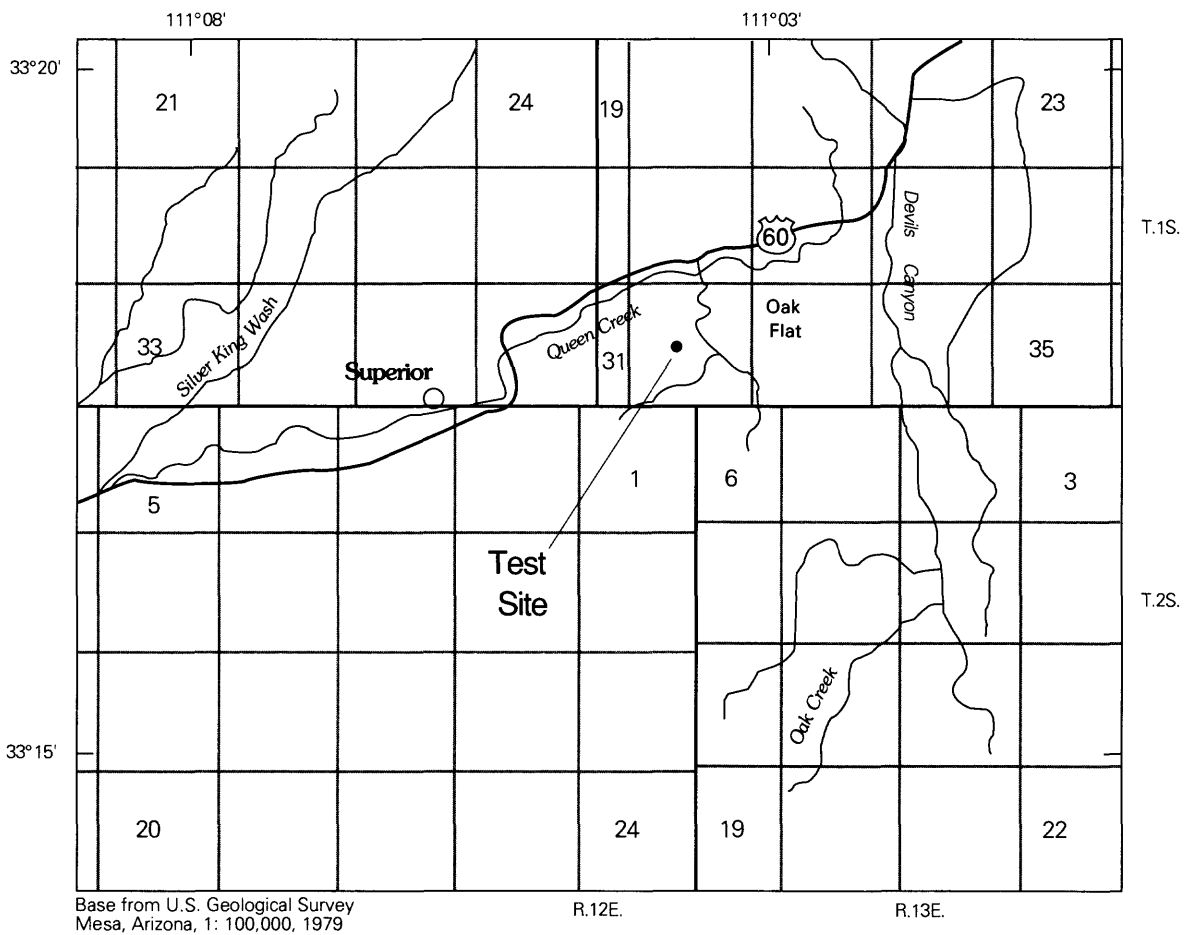 111°08'
111°03'
33°20'
21
24
19
23
T.1S.
60
Devils Canyon
Oak
Flat
Queen Creek
Silver King Wash
33
31
35
Superior
1
6
3
5
Test
Site
T.2S.
Oak Creek
33°15'
20
24
19
22
Base from U.S. Geological Survey
Mesa, Arizona, 1: 100,000, 1979
R.12E.
R.13E.